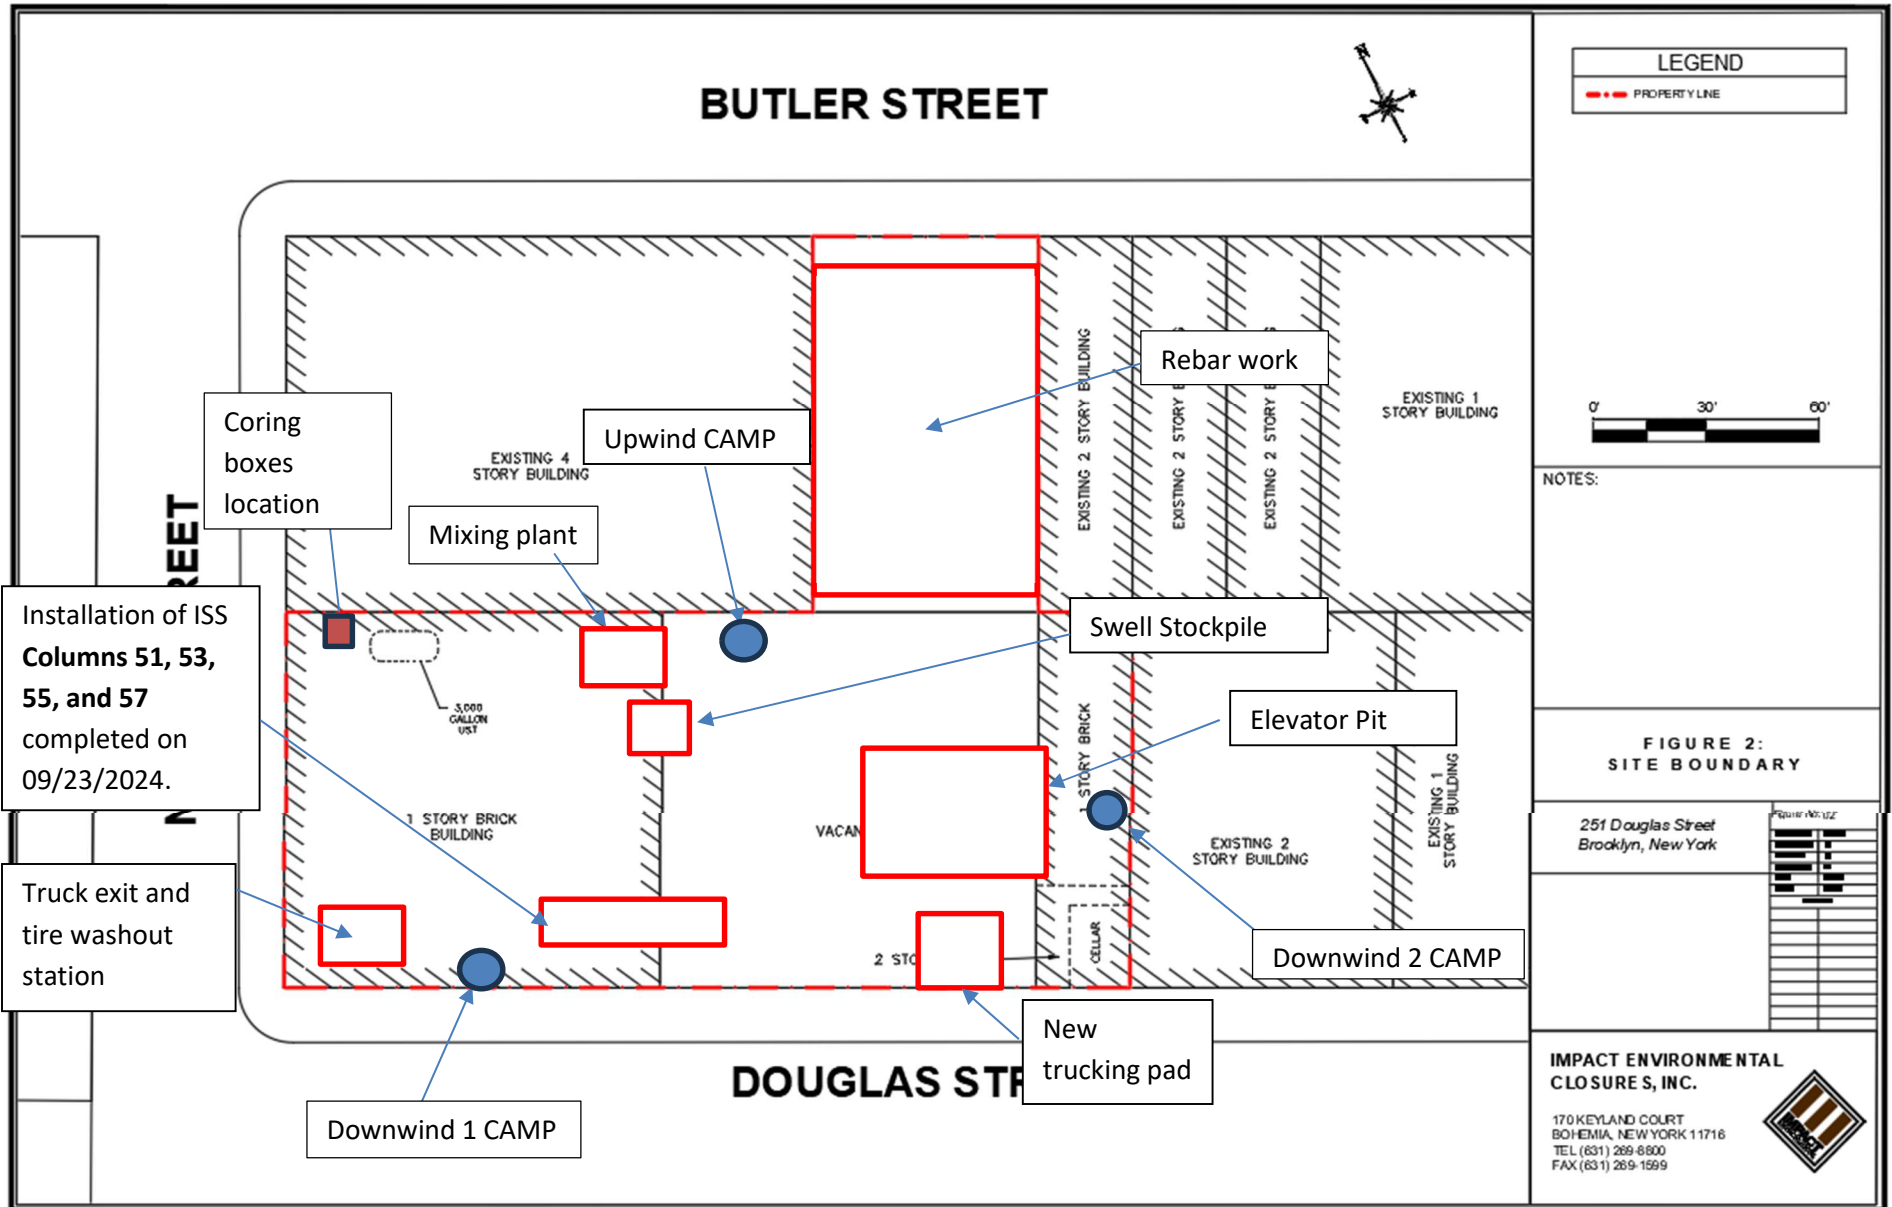 BUTLER STREET
N
LEGEND
PROPERTY LINE
0' 30' 60'
NOTES:
Rebar work
Coring
boxes
location
Upwind CAMP
EXISTING 4
STORY BUILDING
Mixing plant
EXISTING 2 STORY BUILDING
EXISTING 2 STORY
EXISTING 2 STORY
EXISTING 1
STORY BUILDING
REET
N
Installation of ISS
Columns 51, 53,
55, and 57
completed on
09/23/2024.
3,000
GALLON
UST
Swell Stockpile
Elevator Pit
1 STORY BRICK
1 STORY BRICK
BUILDING
VACAN
EXISTING 2
STORY BUILDING
EXISTING 1
STORY BUILDING
Truck exit and
tire washout
station
2 STO
CELLAR
Downwind 2 CAMP
New
trucking pad
DOUGLAS STR
Downwind 1 CAMP
FIGURE 2:
SITE BOUNDARY
251 Douglas Street
Brooklyn, New York
IMPACT ENVIRONMENTAL
CLOSURES, INC.
170 KEYLAND COURT
BOHEMIA, NEW YORK 11716
TEL (631) 269-8800
FAX (631) 269-1599
IMPACT